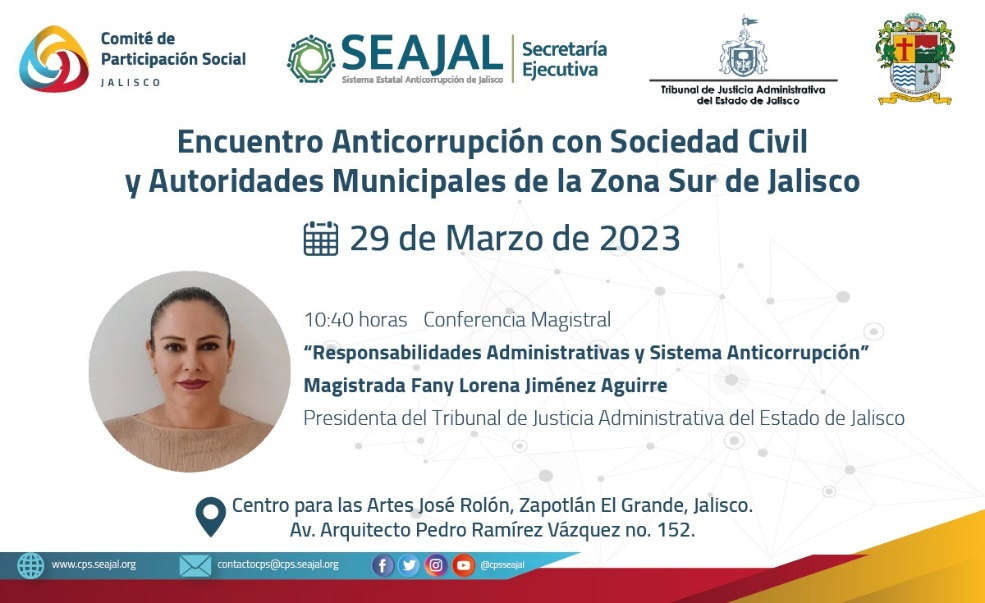 Comité de
Participación Social
JALISCO
SEAJAL
Sistema Estatal Anticorrupción de Jalisco
Secretaría
Ejecutiva
Tribunal de Justicia Administrativa
del Estado de Jalisco
Encuentro Anticorrupción con Sociedad Civil
y Autoridades Municipales de la Zona Sur de Jalisco
29 de Marzo de 2023
10:40 horas Conferencia Magistral
“Responsabilidades Administrativas y Sistema Anticorrupción”
Magistrada Fany Lorena Jiménez Aguirre
Presidenta del Tribunal de Justicia Administrativa del Estado de Jalisco
Centro para las Artes José Rolón, Zapotlán El Grande, Jalisco.
Av. Arquitecto Pedro Ramírez Vázquez no. 152.
www.cps.seajal.org contactocps@cps.seajal.org @cpsseajal